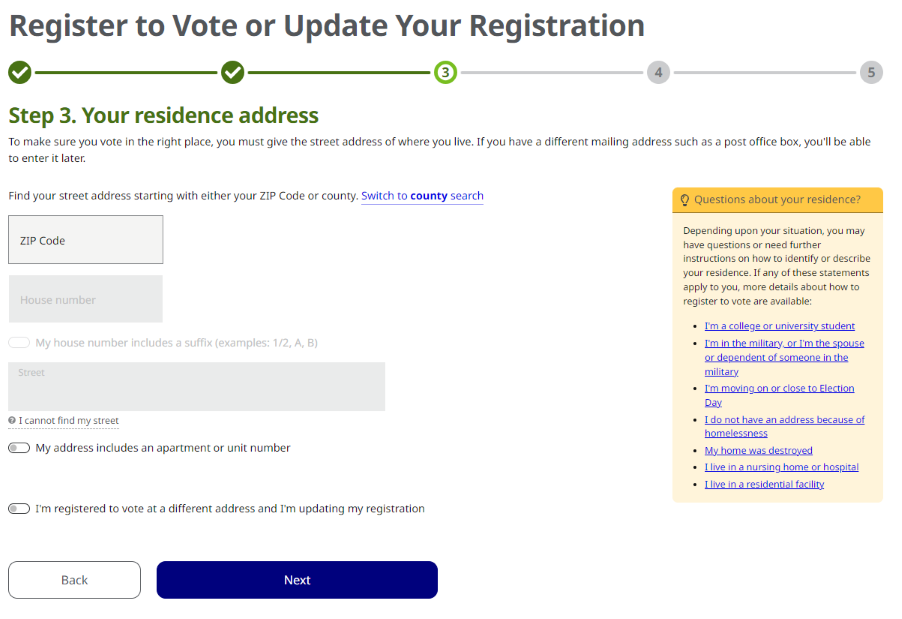 Register to Vote or Update Your Registration
3
4
5
Step 3. Your residence address
To make sure you vote in the right place, you must give the street address of where you live. If you have a different mailing address such as a post office box, you'll be able
to enter it later.
Find your street address starting with either your ZIP Code or county. Switch to county search
ZIP Code
House number
My house number includes a suffix (examples: 1/2, A, B)
Street
I cannot find my street
My address includes an apartment or unit number
I'm registered to vote at a different address and I'm updating my registration
Back
Next
Questions about your residence?
Depending upon your situation, you may
have questions or need further
instructions on how to identify or describe
your residence. If any of these statements
apply to you, more details about how to
register to vote are available:
I'm a college or university student
I'm in the military, or I'm the spouse
or dependent of someone in the
military
I'm moving on or close to Election
Day
I do not have an address because of
homelessness
My home was destroyed
I live in a nursing home or hospital
I live in a residential facility